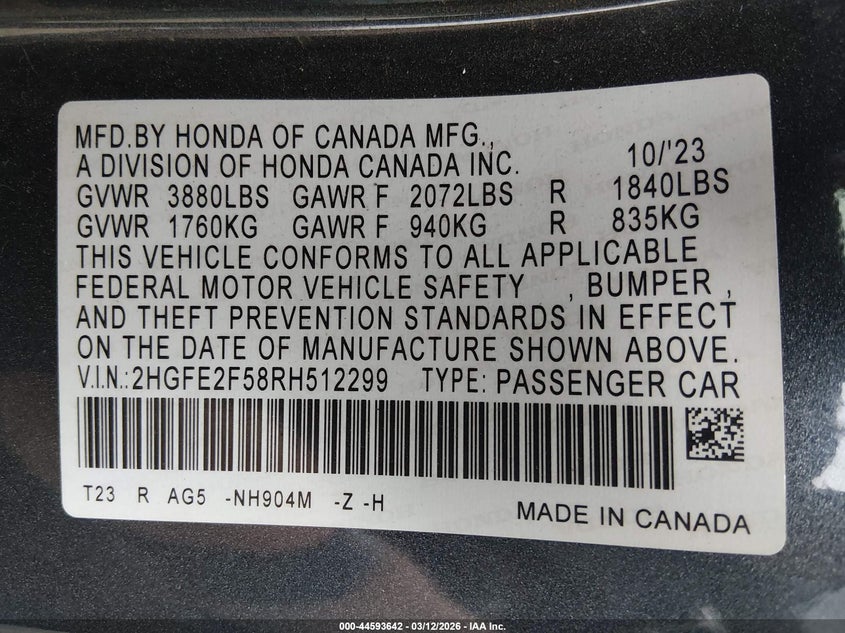 MFD.BY HONDA OF CANADA MFG.,
A DIVISION OF HONDA CANADA INC. 10/'23
GVWR 3880LBS GAWR F 2072LBS R 1840LBS
GVWR 1760KG GAWR F 940KG R 835KG
THIS VEHICLE CONFORMS TO ALL APPLICABLE
FEDERAL MOTOR VEHICLE SAFETY , BUMPER ,
AND THEFT PREVENTION STANDARDS IN EFFECT
ON THE DATE OF MANUFACTURE SHOWN ABOVE.
V.I.N.:2HGFE2F58RH512299 TYPE: PASSENGER CAR
T23 R AG5 -NH904M -Z -H
MADE IN CANADA
000-44593642 - 03/12/2026 - IAA Inc.